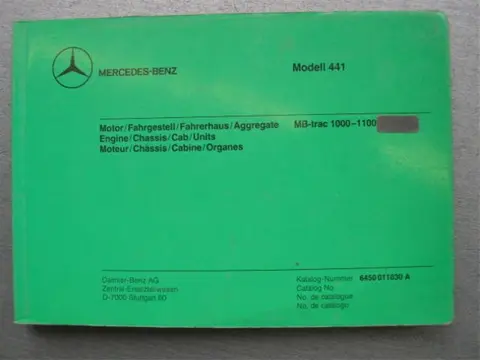 MERCEDES-BENZ
Modell 441
Motor/Fahrgestell/Fahrerhaus/Aggregate MB-trac 1000-1100
Engine/Chassis/Cab/Units
Moteur/Châssis/Cabine/Organes
Daimler-Benz AG
Zentral-Ersatzteilwesen
D-7000 Stuttgart 60
Katalog-Nummer 6450 011030 A
Catalog No.
No. de catalogue
No. de catálogo